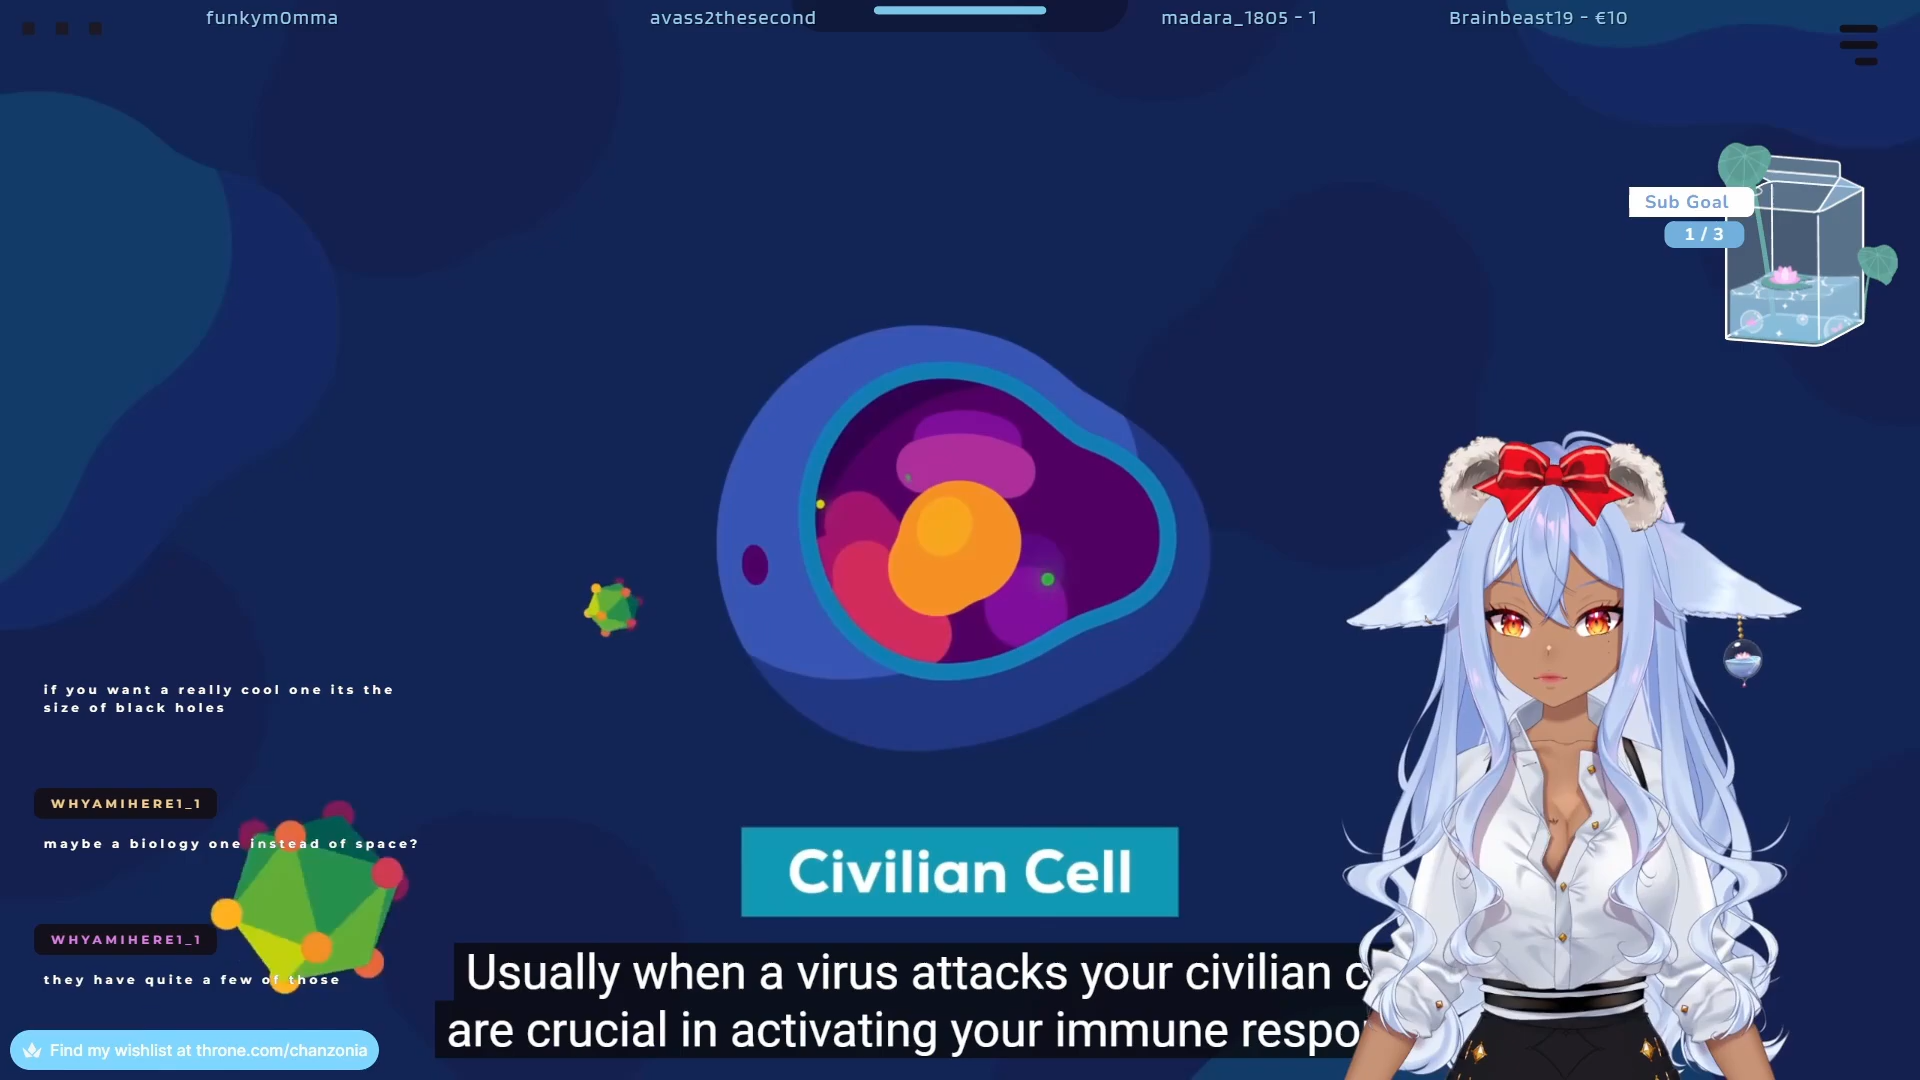 funkym0mma
avass2thesecond
madara_1805 - 1
Brainbeast19 - €10
Sub Goal
1 / 3
if you want a really cool one its the
size of black holes
WHYAMIHERE1_1
maybe a biology one instead of space?
WHYAMIHERE1_1
they have quite a few of those
Find my wishlist at throne.com/chanzonia
Civilian Cell
Usually when a virus attacks your civilian c
are crucial in activating your immune respo